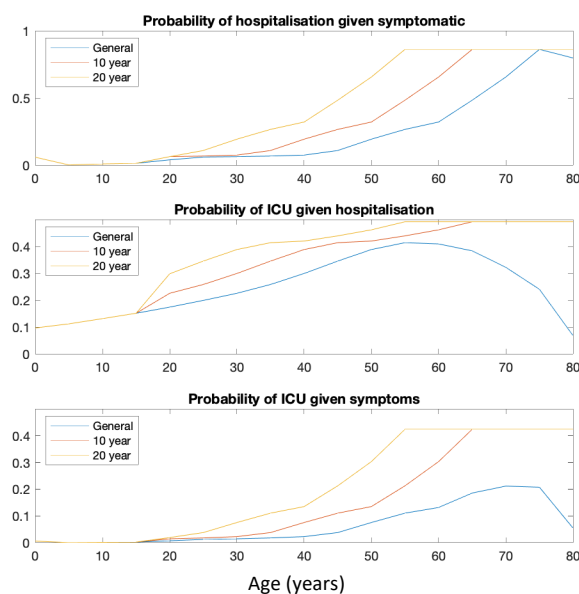 Probability of hospitalisation given symptomatic
1
0.5
0
General
10 year
20 year
0 10 20 30 40 50 60 70 80
Probability of ICU given hospitalisation
0.4
0.3
0.2
0.1
0
General
10 year
20 year
0 10 20 30 40 50 60 70 80
Probability of ICU given symptoms
0.4
0.3
0.2
0.1
0
General
10 year
20 year
0 10 20 30 40 50 60 70 80
Age (years)